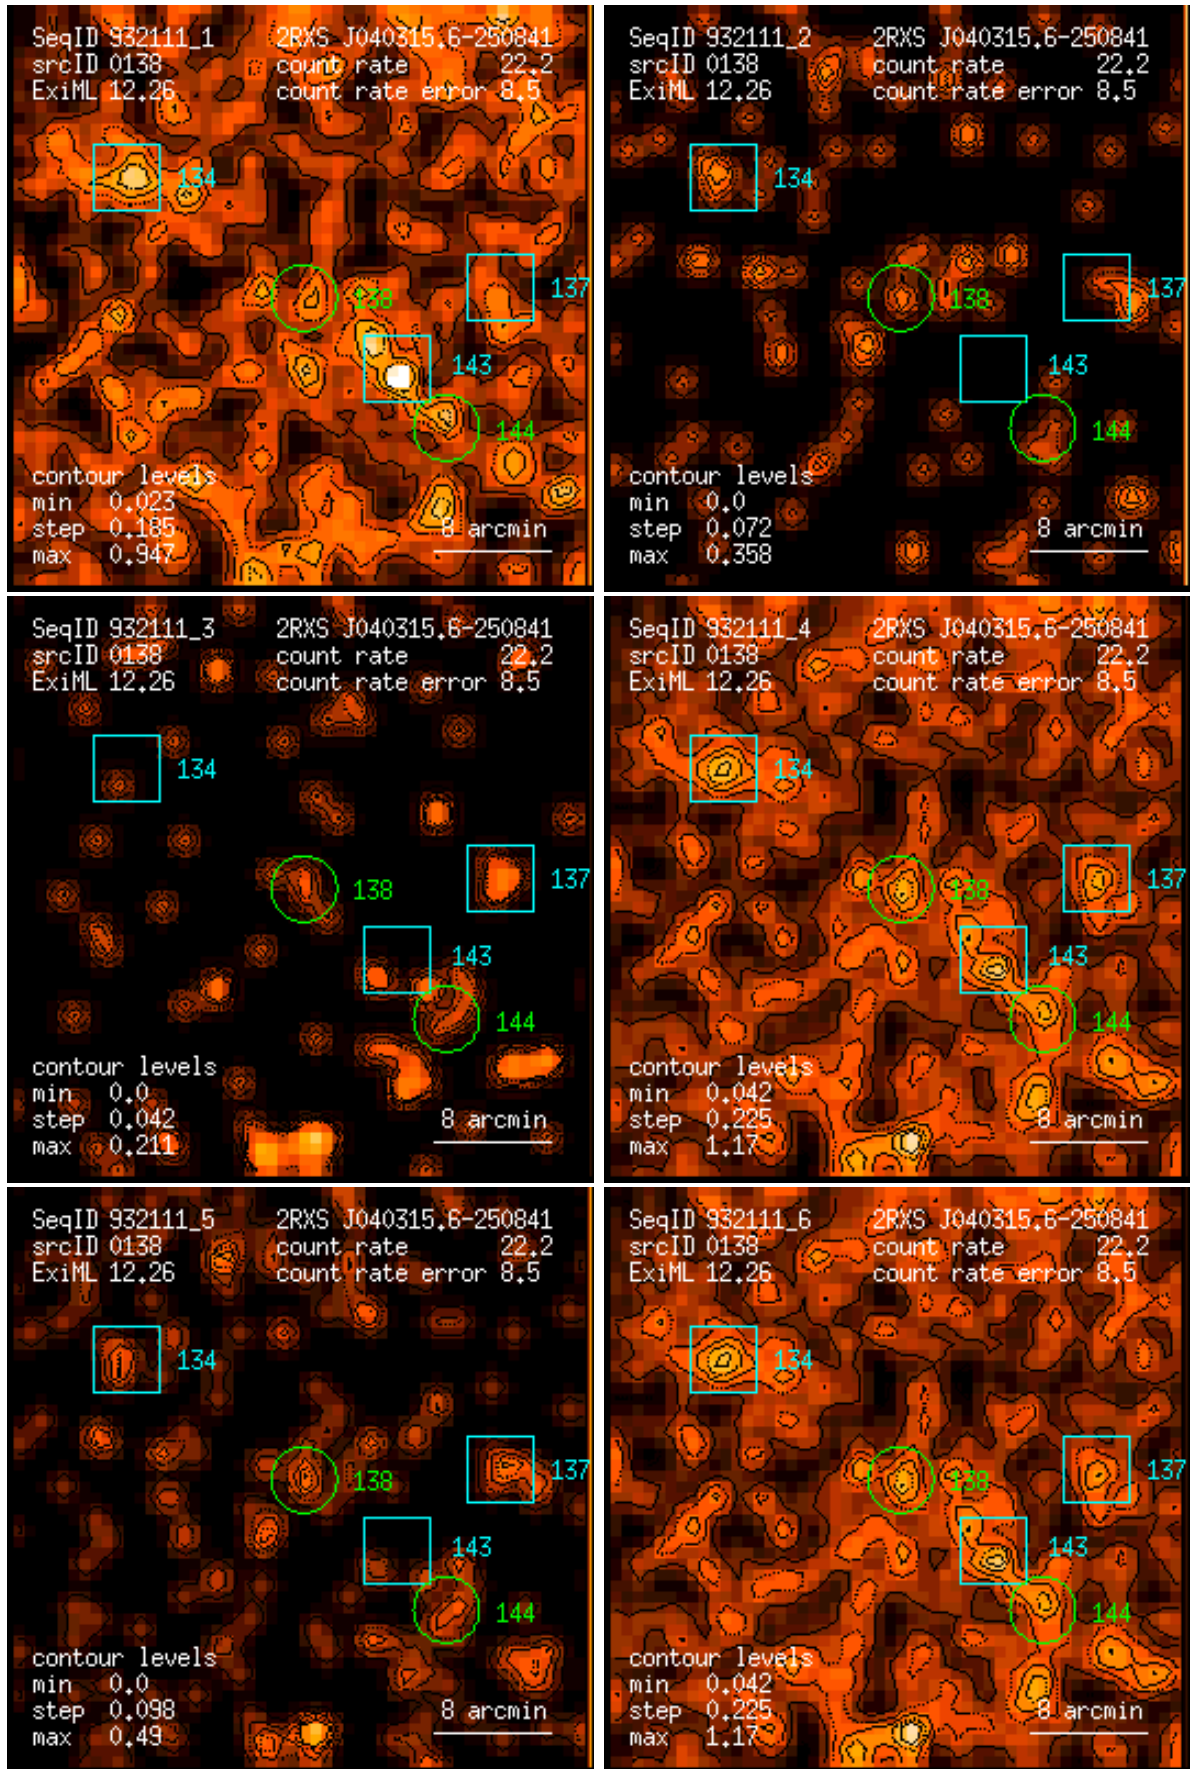 SeqID 932111_1 2RXS J040315.6-250841
srcID 0138 count rate 22.2
ExiML 12.26 count rate error 8.5
134
137
138
143
144
contour levels
min 0.023
step 0.185
max 0.947
8 arcmin
SeqID 932111_2 2RXS J040315.6-250841
srcID 0138 count rate 22.2
ExiML 12.26 count rate error 8.5
134
137
138
143
144
contour levels
min 0.0
step 0.072
max 0.358
8 arcmin
SeqID 932111_3 2RXS J040315.6-250841
srcID 0138 count rate 22.2
ExiML 12.26 count rate error 8.5
134
137
138
143
144
contour levels
min 0.0
step 0.042
max 0.211
8 arcmin
SeqID 932111_4 2RXS J040315.6-250841
srcID 0138 count rate 22.2
ExiML 12.26 count rate error 8.5
134
137
138
143
144
contour levels
min 0.042
step 0.225
max 1.17
8 arcmin
SeqID 932111_5 2RXS J040315.6-250841
srcID 0138 count rate 22.2
ExiML 12.26 count rate error 8.5
134
137
138
143
144
contour levels
min 0.0
step 0.098
max 0.49
8 arcmin
SeqID 932111_6 2RXS J040315.6-250841
srcID 0138 count rate 22.2
ExiML 12.26 count rate error 8.5
134
137
138
143
144
contour levels
min 0.042
step 0.225
max 1.17
8 arcmin